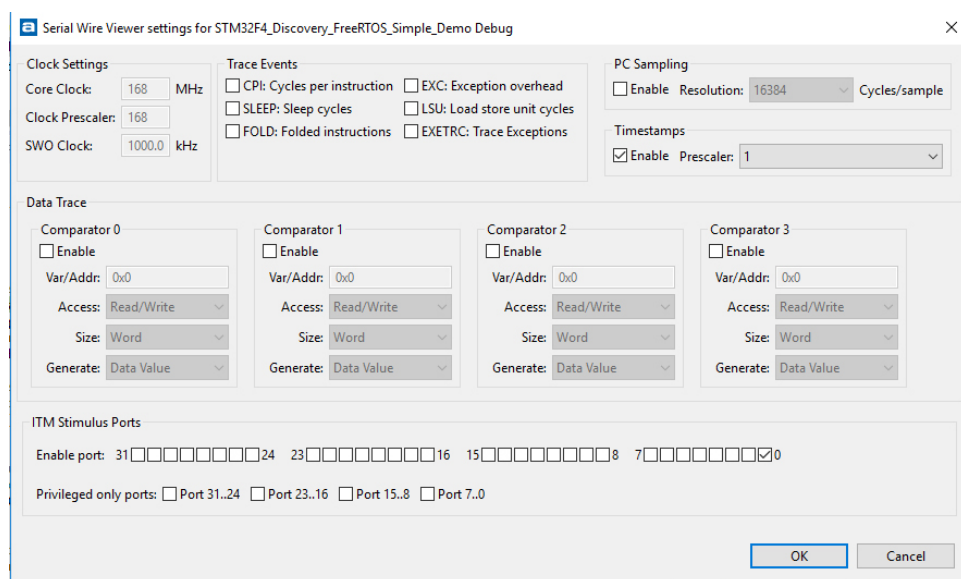 Serial Wire Viewer settings for STM32F4_Discovery_FreeRTOS_Simple_Demo Debug
Clock Settings
Core Clock: 168 MHz
Clock Prescaler: 168
SWO Clock: 1000.0 kHz
Trace Events
CPI: Cycles per instruction EXC: Exception overhead
SLEEP: Sleep cycles LSU: Load store unit cycles
FOLD: Folded instructions EXETRC: Trace Exceptions
PC Sampling
Enable Resolution: 16384 Cycles/sample
Timestamps
Enable Prescaler: 1
Data Trace
Comparator 0
Enable
Var/Addr: 0x0
Access: Read/Write
Size: Word
Generate: Data Value
Comparator 1
Enable
Var/Addr: 0x0
Access: Read/Write
Size: Word
Generate: Data Value
Comparator 2
Enable
Var/Addr: 0x0
Access: Read/Write
Size: Word
Generate: Data Value
Comparator 3
Enable
Var/Addr: 0x0
Access: Read/Write
Size: Word
Generate: Data Value
ITM Stimulus Ports
Enable port: 31 24 23 16 15 8 7 0
Privileged only ports: Port 31..24 Port 23..16 Port 15..8 Port 7..0
OK Cancel